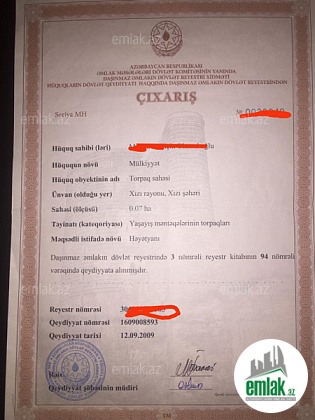 emlak.az
AZƏRBAYCAN RESPUBLİKASI
ƏMLAK MƏSƏLƏLƏRİ DÖVLƏT KOMİTƏSİNİN YANINDA
DAŞINMAZ ƏMLAKIN DÖVLƏT REYESTRİ XİDMƏTİ
HÜQUQLARIN DÖVLƏT QEYDİYYATI HAQQINDA DAŞINMAZ ƏMLAKIN DÖVLƏT REYESTRİNDƏN
ÇIXARIŞ
Seriya MH №
Hüquq sahibi (ləri)
Hüququn növü Mülkiyyət
Hüquq obyektinin adı Torpaq sahəsi
Ünvan (olduğu yer) Xızı rayonu, Xızı şəhəri
Sahəsi (ölçüsü) 0.07 ha
Təyinatı (kateqoriyası) Yaşayış məntəqələrinin torpaqları
Məqsədli istifadə növü Həyətyanı
Daşınmaz əmlakın dövlət reyestrində 3 nömrəli reyestr kitabının 94 nömrəli
vərəqində qeydiyyata alınmışdır.
Reyestr nömrəsi
Qeydiyyat nömrəsi 1609008593
Qeydiyyat tarixi 12.09.2009
Rəis
Qeydiyyat şöbəsinin müdiri
emlak.az